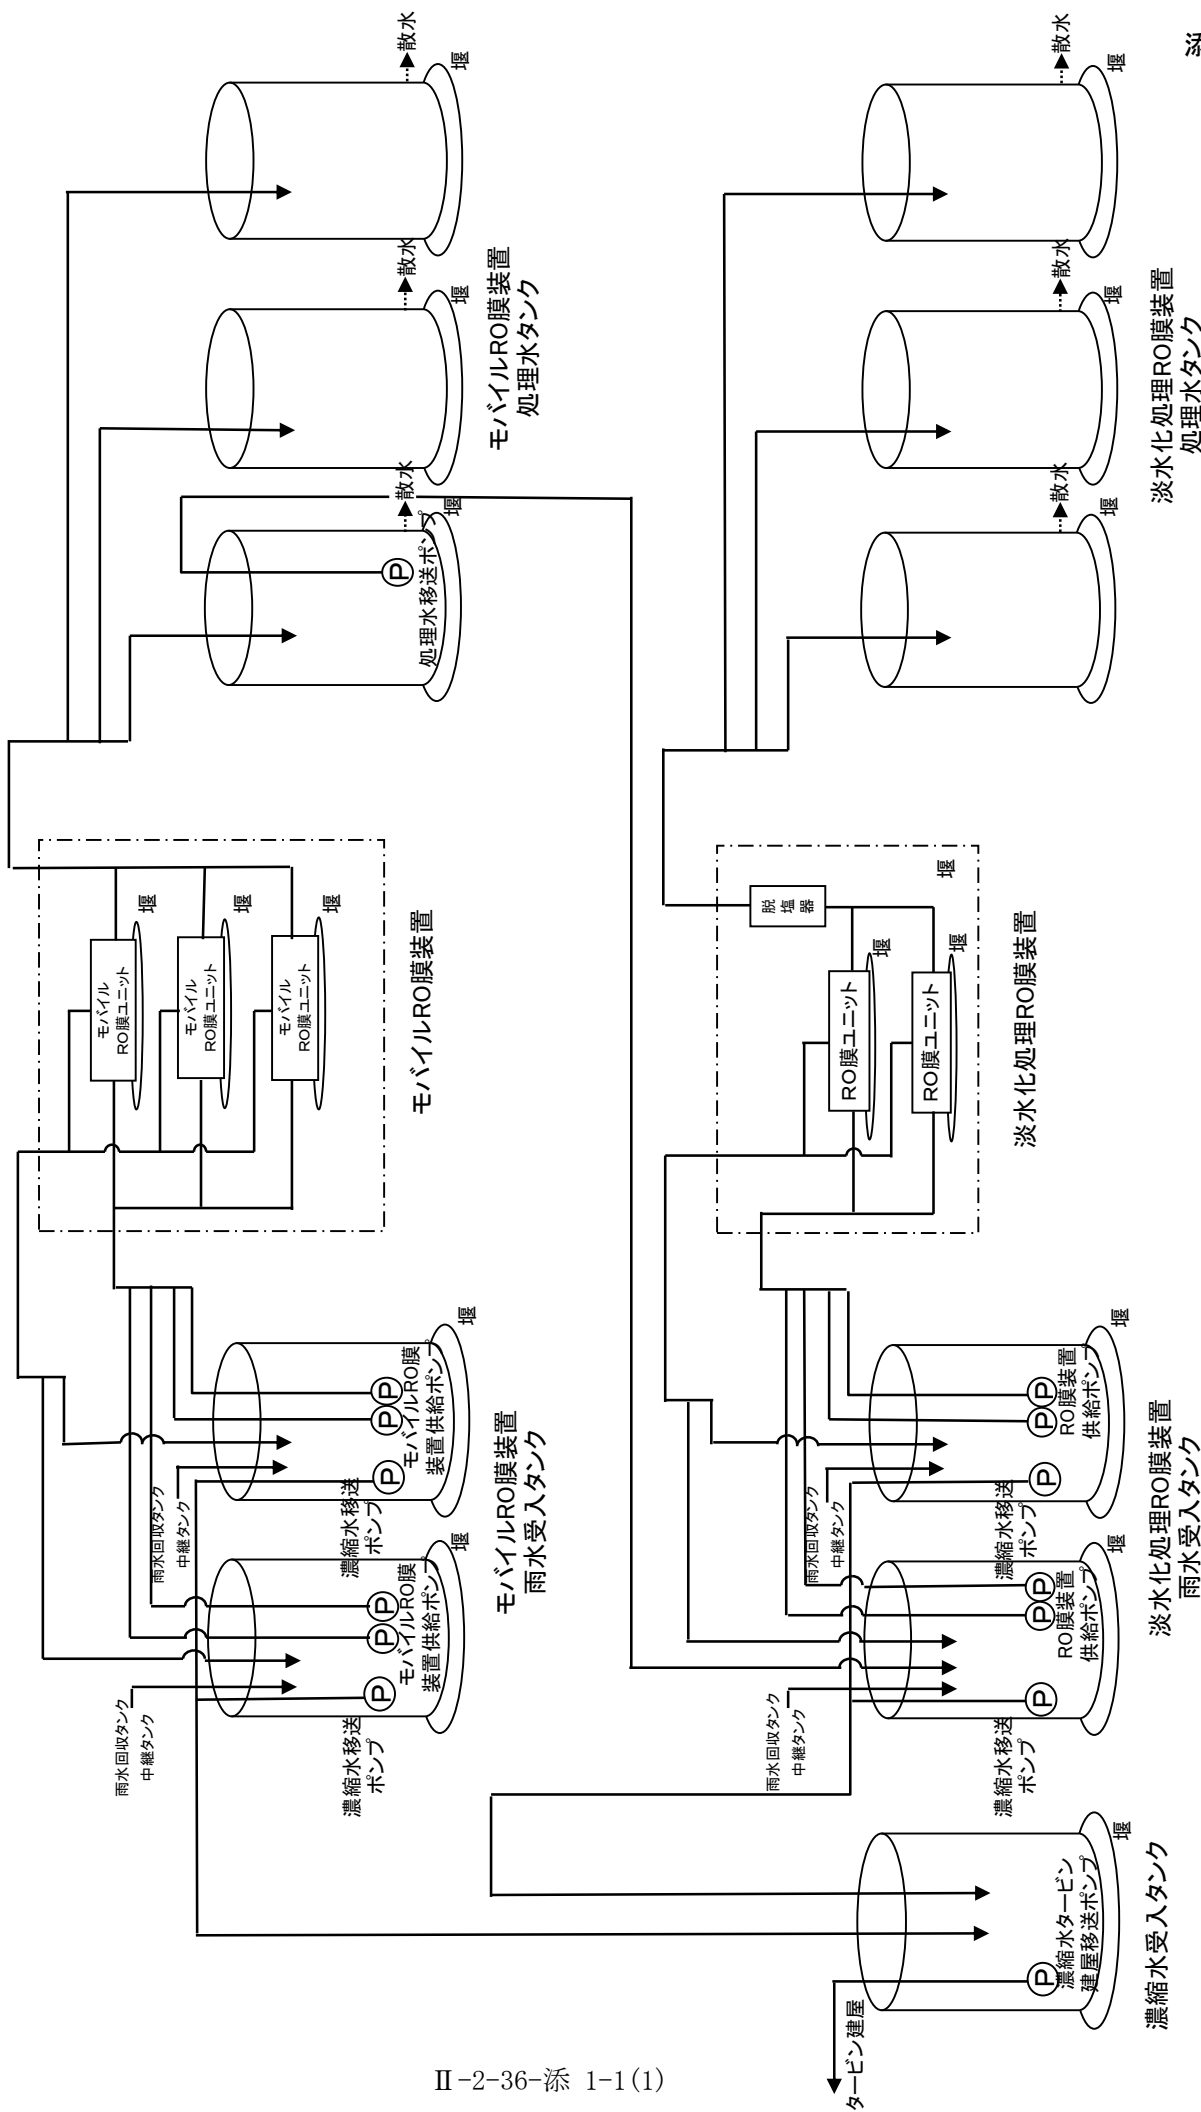 散水
堰
散水
堰
モバイルRO膜装置
処理水タンク
散水
堰
P
処理水移送ポンプ
堰
堰
堰
モバイル
RO膜ユニット
モバイル
RO膜ユニット
モバイル
RO膜ユニット
モバイルRO膜装置
堰
P
P
モバイルRO膜
装置供給ポンプ
P
濃縮水移送
ポンプ
雨水回収タンク
中継タンク
モバイルRO膜装置
雨水受入タンク
堰
P
P
モバイルRO膜
装置供給ポンプ
P
濃縮水移送
ポンプ
雨水回収タンク
中継タンク
添
散水
堰
散水
堰
淡水化処理RO膜装置
処理水タンク
散水
堰
脱塩器
堰
堰
堰
RO膜ユニット
RO膜ユニット
淡水化処理RO膜装置
堰
P
P
RO膜装置
供給ポンプ
P
濃縮水移送
ポンプ
雨水回収タンク
中継タンク
淡水化処理RO膜装置
雨水受入タンク
堰
P
P
RO膜装置
供給ポンプ
P
濃縮水移送
ポンプ
雨水回収タンク
中継タンク
堰
P
濃縮水タービン
建屋移送ポンプ
濃縮水受入タンク
タービン建屋
Ⅱ-2-36-添 1-1(1)